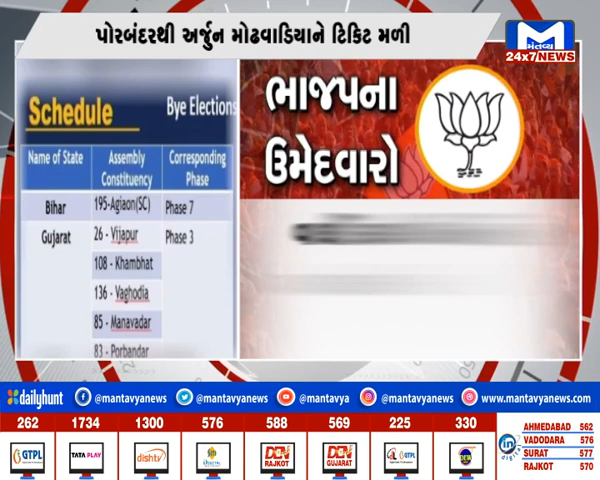 પોરબંદરથી અર્જુન મોઢવાડિયાને ટિકિટ મળી
મંતવ્ય
24x7NEWS
Schedule
Bye Elections
Name of State Assembly Constituency Corresponding Phase
Bihar 195-Agiaon(SC) Phase 7
Gujarat 26 - Vijapur Phase 3
108 - Khambhat
136 - Vaghodia
85 - Manavadar
83 - Porbandar
ભાજપના
ઉમેદવારો
dailyhunt @mantavyanews @mantavyanews @mantavya @mantavyanews www.mantavyanews.com
262 1734 1300 576 588 569 225 330
GTPL TATA PLAY dishtv DEN RAJKOT DEN GUJARAT
in digital
AHMEDABAD 562
VADODARA 576
SURAT 577
RAJKOT 570